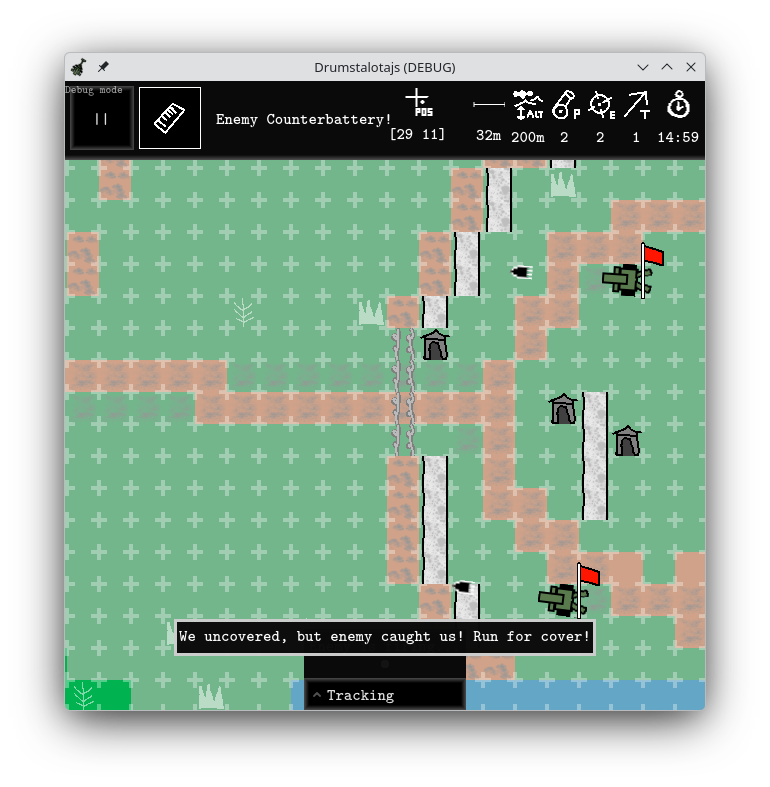 Drumstalotajs (DEBUG)
Debug mode
Enemy Counterbattery!
POS
[29 11]
32m
ALT
200m
P
2
E
2
T
1
14:59
We uncovered, but enemy caught us! Run for cover!
^ Tracking